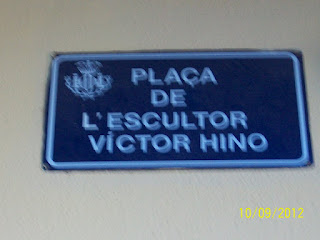 PLAÇA
DE
L'ESCULTOR
VÍCTOR HINO
10/09/2012